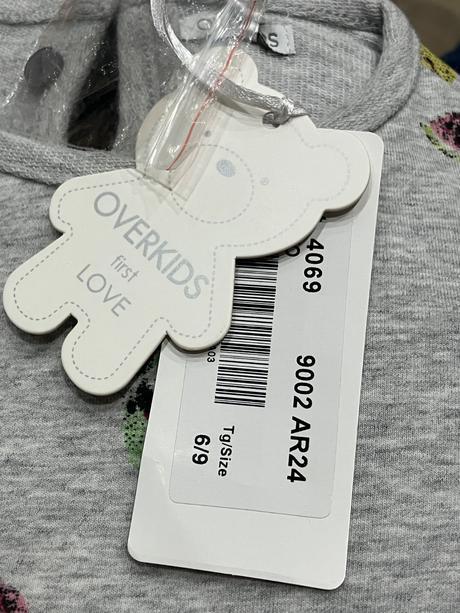 OVERKIDS
first
LOVE
4069
9002 AR24
Tg/Size
6/9